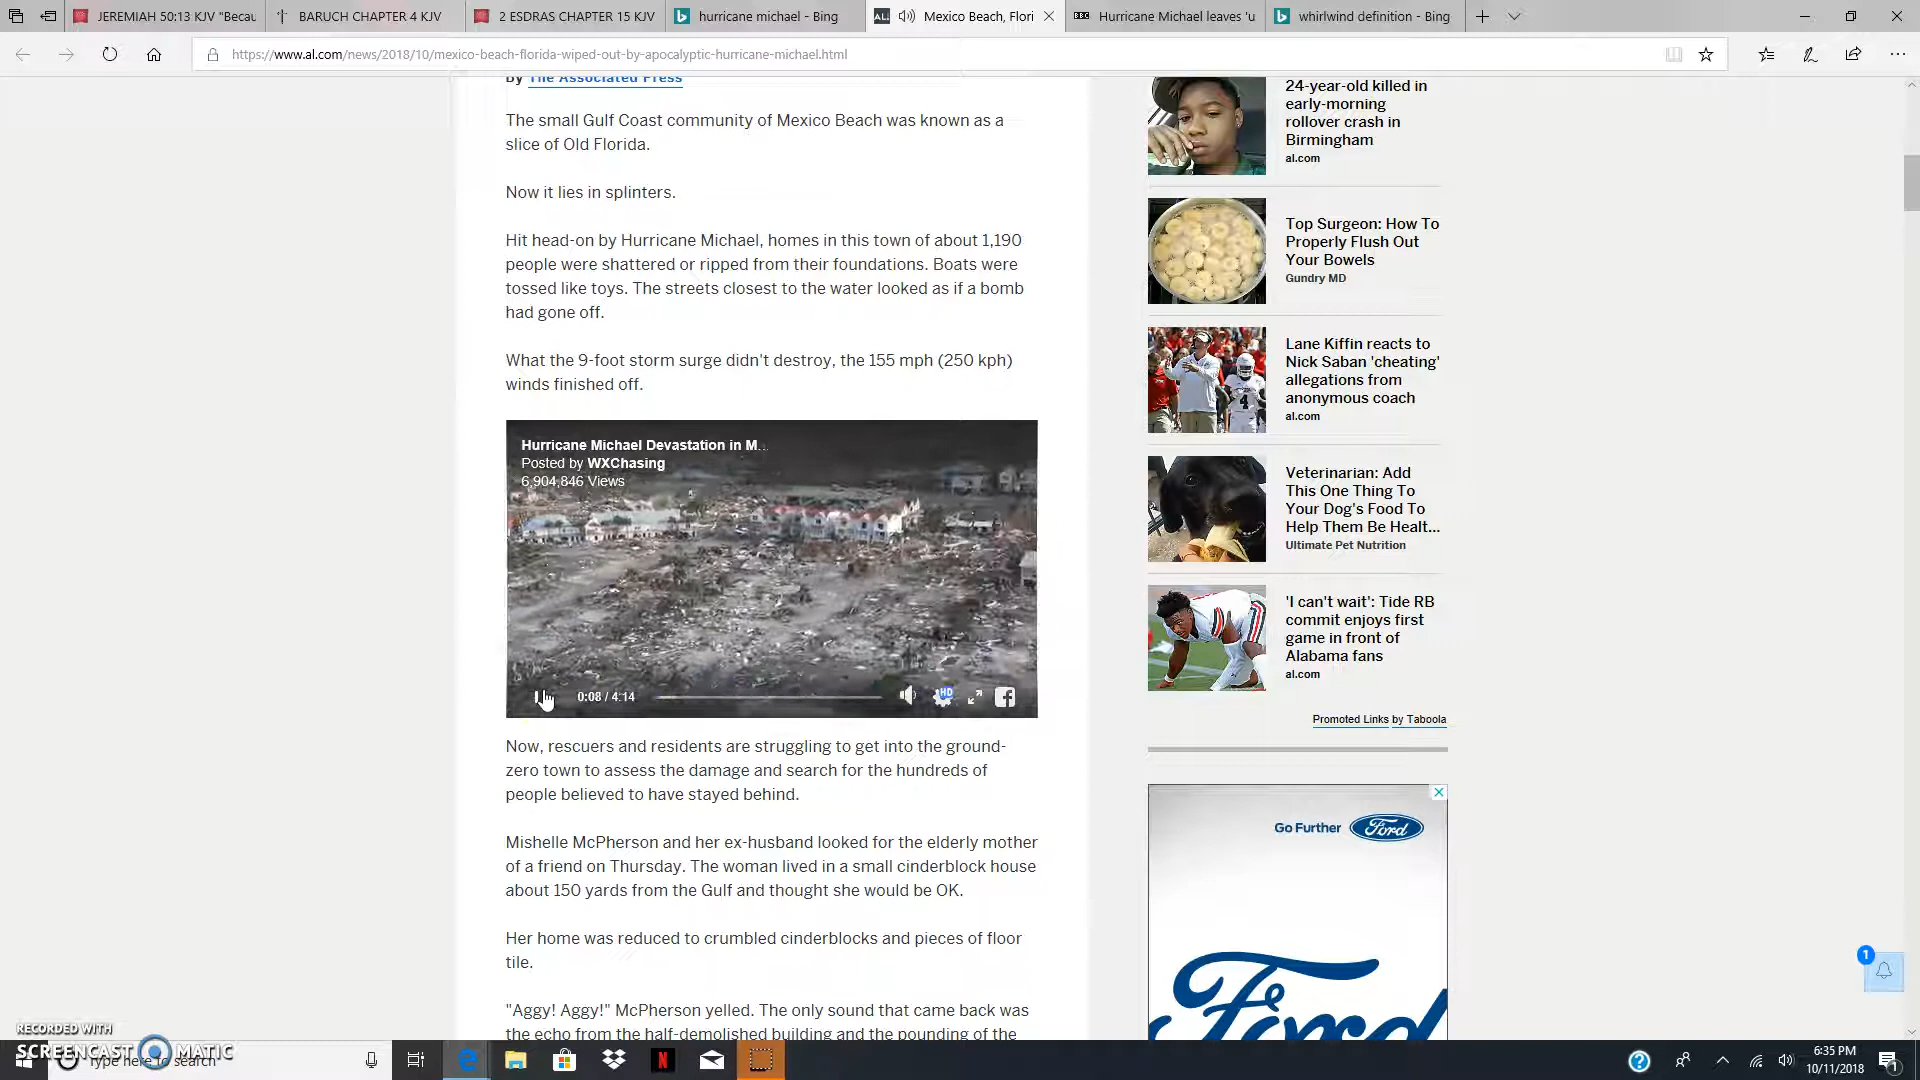 JEREMIAH 50:13 KJV "Becau
BARUCH CHAPTER 4 KJV
2 ESDRAS CHAPTER 15 KJV
hurricane michael - Bing
AL
Mexico Beach, Flori
BBC
Hurricane Michael leaves 'u
whirlwind definition - Bing
https://www.al.com/news/2018/10/mexico-beach-florida-wiped-out-by-apocalyptic-hurricane-michael.html
By The Associated Press
The small Gulf Coast community of Mexico Beach was known as a
slice of Old Florida.
Now it lies in splinters.
Hit head-on by Hurricane Michael, homes in this town of about 1,190
people were shattered or ripped from their foundations. Boats were
tossed like toys. The streets closest to the water looked as if a bomb
had gone off.
What the 9-foot storm surge didn't destroy, the 155 mph (250 kph)
winds finished off.
Hurricane Michael Devastation in M...
Posted by WXChasing
6,904,846 Views
0:08 / 4:14
HD
Now, rescuers and residents are struggling to get into the ground-
zero town to assess the damage and search for the hundreds of
people believed to have stayed behind.
Mishelle McPherson and her ex-husband looked for the elderly mother
of a friend on Thursday. The woman lived in a small cinderblock house
about 150 yards from the Gulf and thought she would be OK.
Her home was reduced to crumbled cinderblocks and pieces of floor
tile.
"Aggy! Aggy!" McPherson yelled. The only sound that came back was
the echo from the half-demolished building and the pounding of the
24-year-old killed in
early-morning
rollover crash in
Birmingham
al.com
Top Surgeon: How To
Properly Flush Out
Your Bowels
Gundry MD
Lane Kiffin reacts to
Nick Saban 'cheating'
allegations from
anonymous coach
al.com
4
Veterinarian: Add
This One Thing To
Your Dog's Food To
Help Them Be Healt...
Ultimate Pet Nutrition
'I can't wait': Tide RB
commit enjoys first
game in front of
Alabama fans
al.com
Promoted Links by Taboola
Go Further Ford
Ford
1
RECORDED WITH
SCREENCAST MATIC
Type here to search
6:35 PM
10/11/2018
1